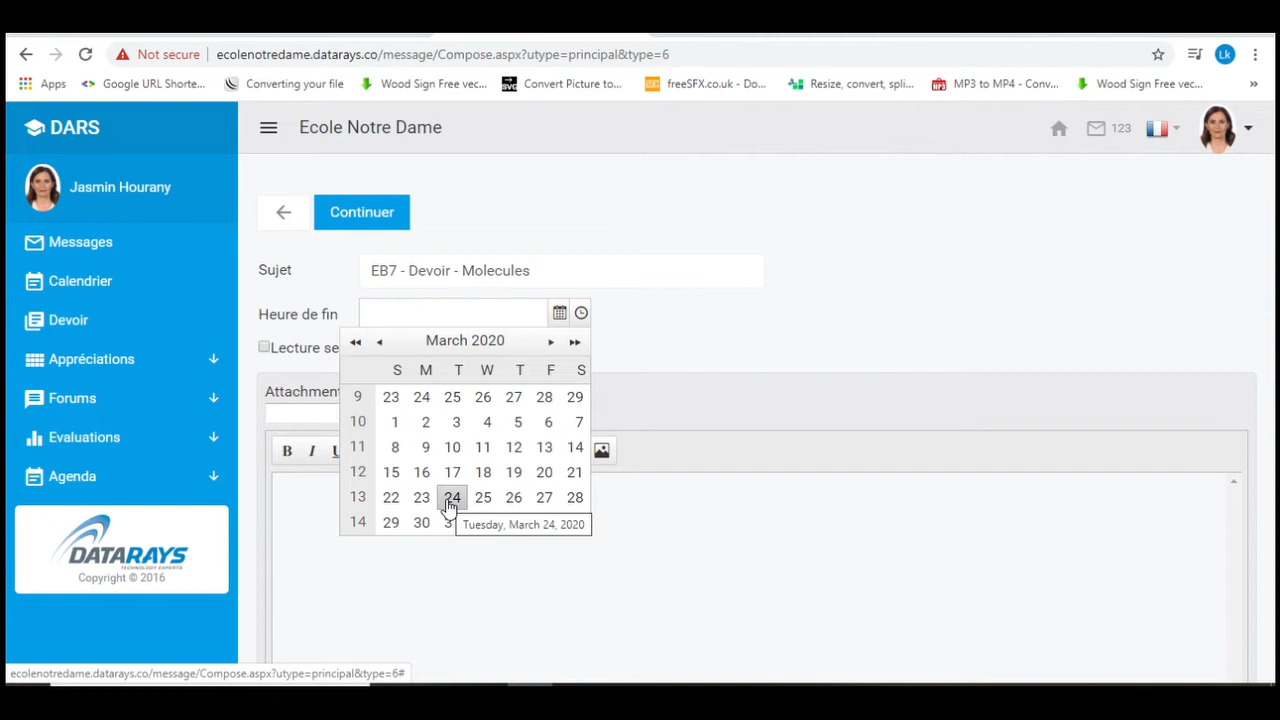 Not secure ecolenotredame.datarays.co/message/Compose.aspx?utype=principal&type=6 Lk
Apps Google URL Shorte... Converting your file Wood Sign Free vec... Convert Picture to... freeSFX.co.uk - Do... Resize, convert, spli... MP3 to MP4 - Conv... Wood Sign Free vec... »
DARS Ecole Notre Dame 123
Jasmin Hourany
Continuer
Messages
Sujet EB7 - Devoir - Molecules
Calendrier
Heure de fin
Devoir
March 2020
Lecture se
Appréciations
S M T W T F S
Attachment
9 23 24 25 26 27 28 29
Forums
10 1 2 3 4 5 6 7
Evaluations
11 8 9 10 11 12 13 14
B I U
12 15 16 17 18 19 20 21
Agenda
13 22 23 24 25 26 27 28
14 29 30 Tuesday, March 24, 2020
SVG
MP3
DATARAYS
TECHNOLOGY EXPERTS
Copyright © 2016
ecolenotredame.datarays.co/message/Compose.aspx?utype=principal&type=6#